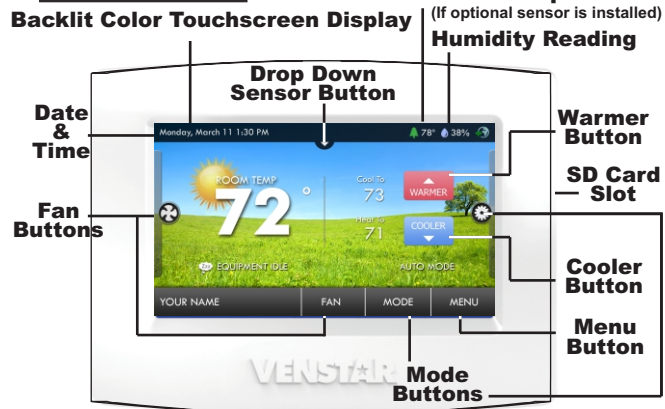 Backlit Color Touchscreen Display
(If optional sensor is installed)
Humidity Reading
Drop Down
Sensor Button
Date
&
Time
Warmer
Button
SD Card
Slot
Fan
Buttons
Cooler
Button
Menu
Button
Mode
Buttons
Monday, March 11 1:30 PM
78° 38%
ROOM TEMP
72°
Cool To
73
WARMER
Heat To
71
COOLER
EQUIPMENT IDLE
AUTO MODE
YOUR NAME
FAN
MODE
MENU
VENSTAR